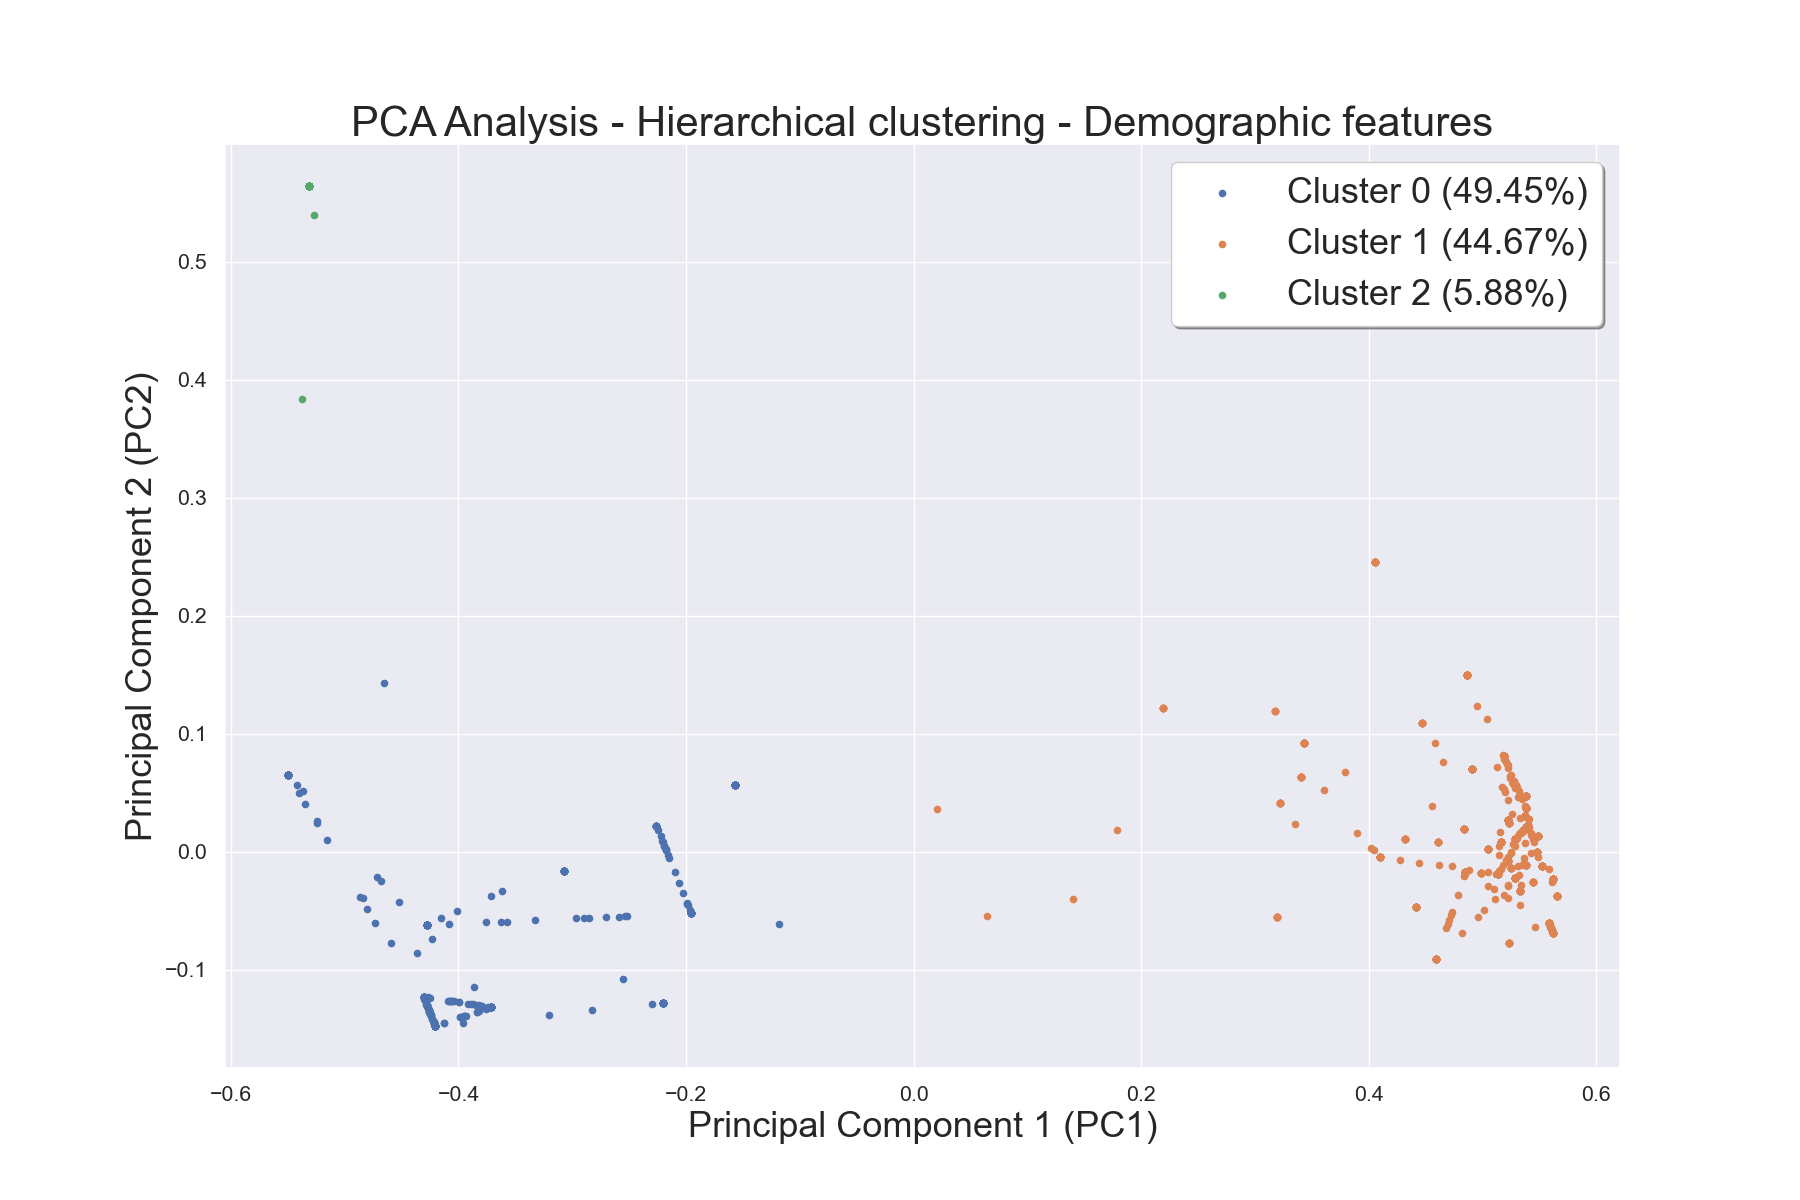 PCA Analysis - Hierarchical clustering - Demographic features
Cluster 0 (49.45%)
Cluster 1 (44.67%)
Cluster 2 (5.88%)
Principal Component 2 (PC2)
0.5
0.4
0.3
0.2
0.1
0.0
−0.1
−0.6
−0.4
−0.2
0.0
0.2
0.4
0.6
Principal Component 1 (PC1)